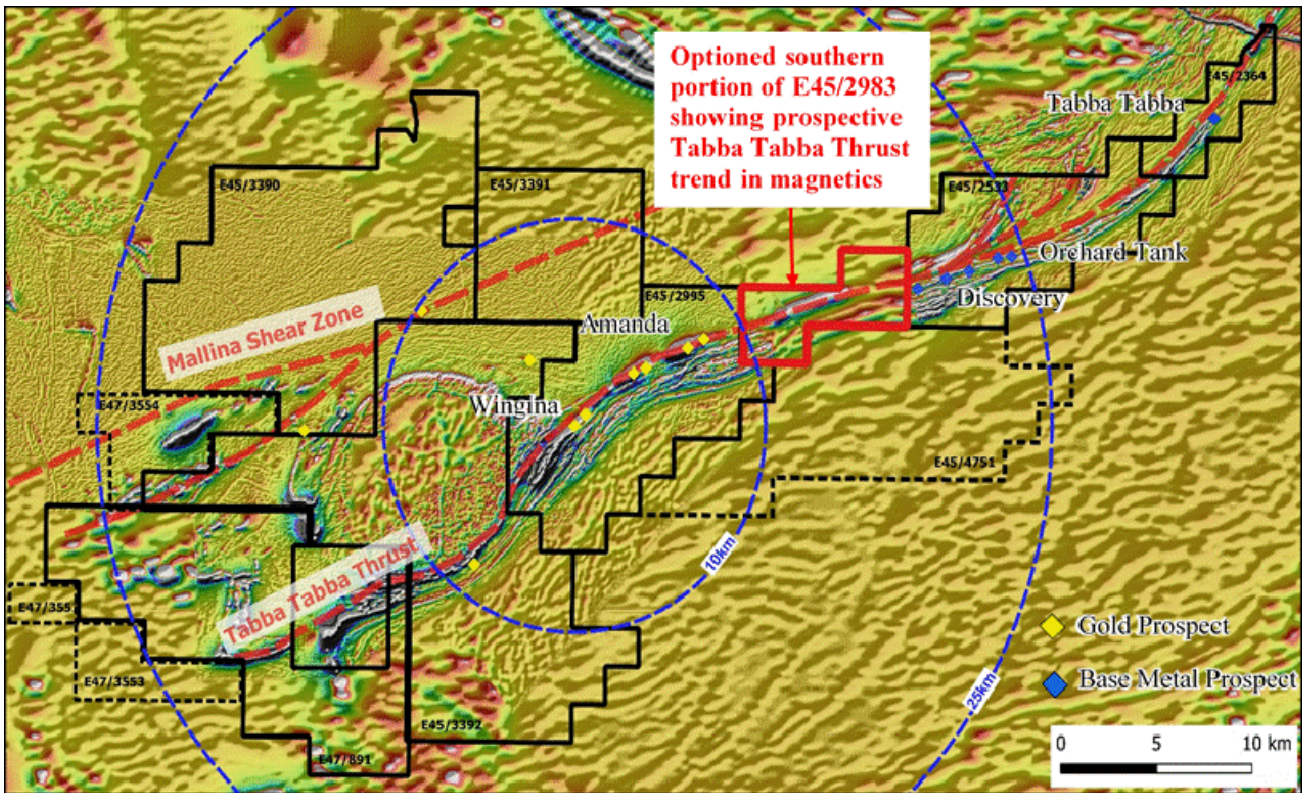 Optioned southern
portion of E45/2983
showing prospective
Tabba Tabba Thrust
trend in magnetics
E45/2364
Tabba Tabba
E45/3390
E45/3391
E45/2533
Orchard Tank
Discovery
E45/2995
Amanda
Mallina Shear Zone
Wingina
E47/3554
E45/4751
10km
Tabba Tabba Thrust
E47/355
Gold Prospect
E47/3553
Base Metal Prospect
25km
E45/3392
E47/891
0 5 10 km